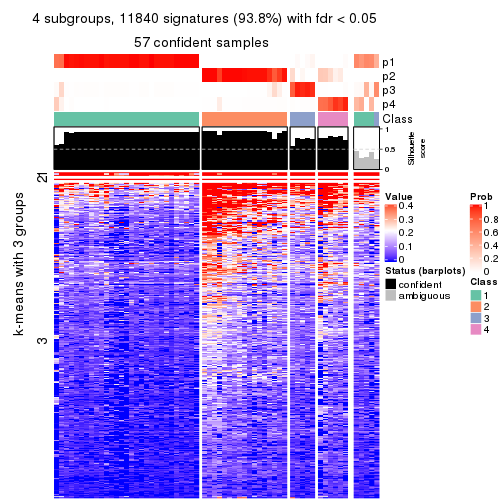 4 subgroups, 11840 signatures (93.8%) with fdr < 0.05
57 confident samples
p1
p2
p3
p4
Class
1
0.5
0
Silhouette
score
k-means with 3 groups
2
1
3
Value
0.4
0.3
0.2
0.1
0
Status (barplots)
confident
ambiguous
Prob
1
0.8
0.6
0.4
0.2
0
Class
1
2
3
4